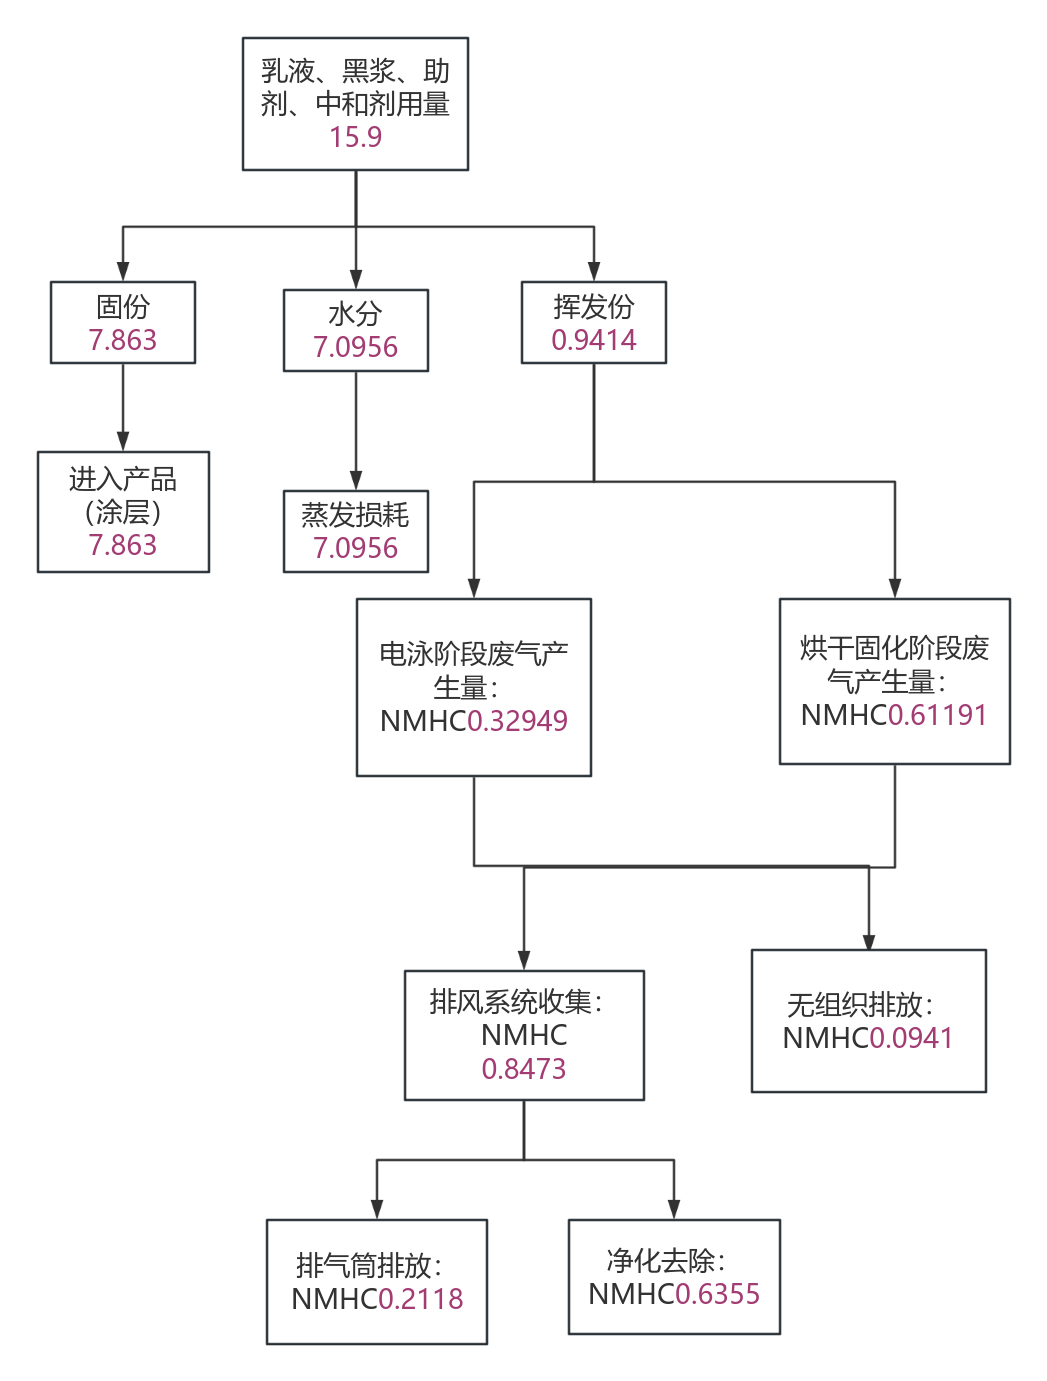 乳液、黑浆、助
剂、中和剂用量
15.9
固份
7.863
水分
7.0956
挥发份
0.9414
进入产品
（涂层）
7.863
蒸发损耗
7.0956
电泳阶段废气产
生量：
NMHC0.32949
烘干固化阶段废
气产生量：
NMHC0.61191
排风系统收集：
NMHC
0.8473
无组织排放：
NMHC0.0941
排气筒排放：
NMHC0.2118
净化去除：
NMHC0.6355